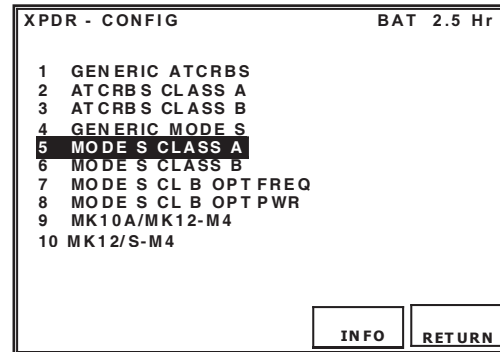 XPDR - CONFIG BAT 2.5 Hr
1 GENERIC ATCRBS
2 ATCRBS CLASS A
3 ATCRBS CLASS B
4 GENERIC MODE S
5 MODE S CLASS A
6 MODE S CLASS B
7 MODE S CL B OPT FREQ
8 MODE S CL B OPT PWR
9 MK10A/MK12-M4
10 MK12/S-M4
INFO RETURN